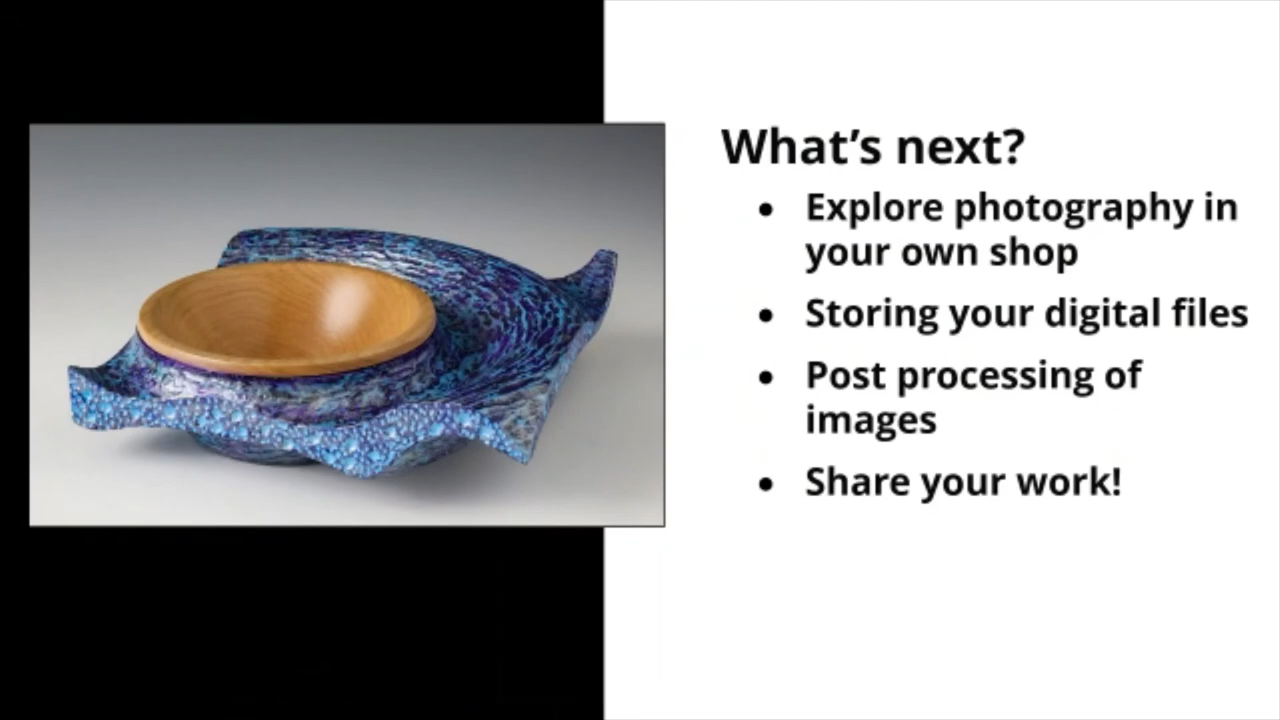 What’s next?
• Explore photography in
your own shop
• Storing your digital files
• Post processing of
images
• Share your work!